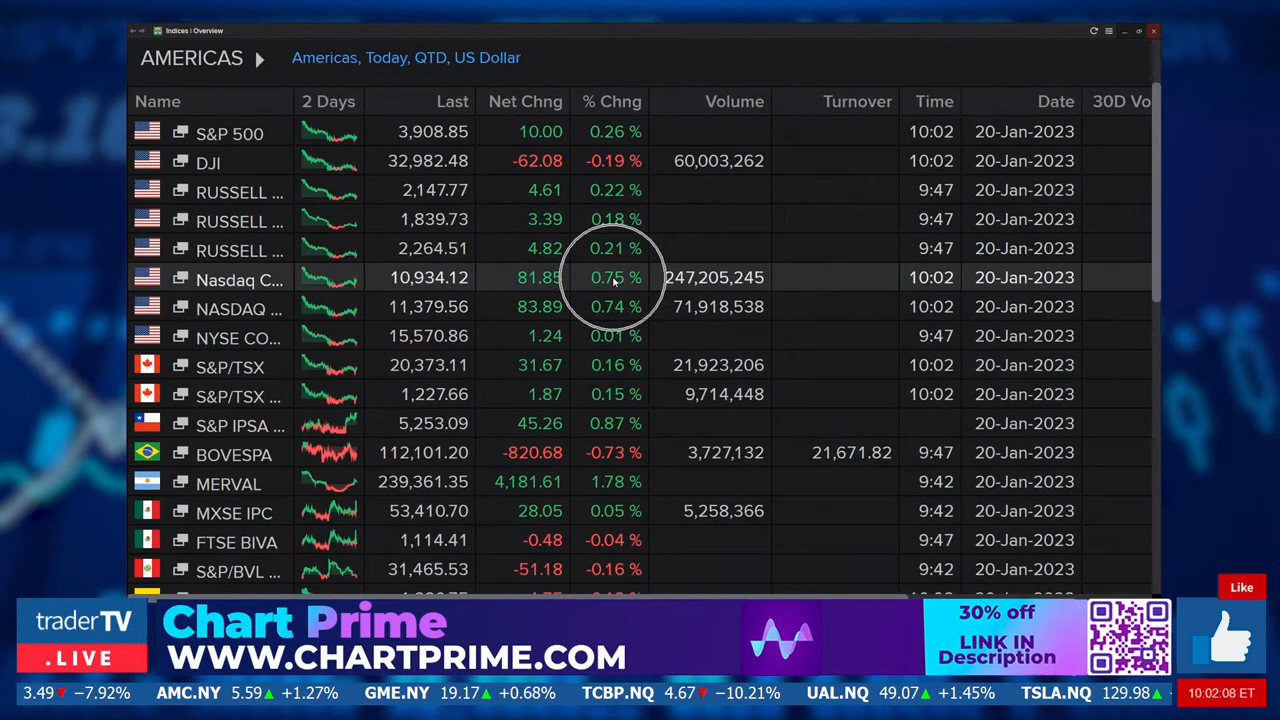 Indices | Overview
AMERICAS Americas, Today, QTD, US Dollar
Name 2 Days Last Net Chng % Chng Volume Turnover Time Date 30D Vo
S&P 500 3,908.85 10.00 0.26 % 10:02 20-Jan-2023
DJI 32,982.48 -62.08 -0.19 % 60,003,262 10:02 20-Jan-2023
RUSSELL ... 2,147.77 4.61 0.22 % 9:47 20-Jan-2023
RUSSELL ... 1,839.73 3.39 0.18 % 9:47 20-Jan-2023
RUSSELL ... 2,264.51 4.82 0.21 % 9:47 20-Jan-2023
Nasdaq C... 10,934.12 81.85 0.75 % 247,205,245 10:02 20-Jan-2023
NASDAQ ... 11,379.56 83.89 0.74 % 71,918,538 10:02 20-Jan-2023
NYSE CO... 15,570.86 1.24 0.01 % 10:02 20-Jan-2023
S&P/TSX 20,373.11 31.67 0.16 % 21,923,206 10:02 20-Jan-2023
S&P/TSX ... 1,227.66 1.87 0.15 % 9,714,448 10:02 20-Jan-2023
S&P IPSA ... 5,253.09 45.26 0.87 % 20-Jan-2023
BOVESPA 112,101.20 -820.68 -0.73 % 3,727,132 21,671.82 9:47 20-Jan-2023
MERVAL 239,361.35 4,181.61 1.78 % 9:42 20-Jan-2023
MXSE IPC 53,410.70 28.05 0.05 % 5,258,366 9:42 20-Jan-2023
FTSE BIVA 1,114.41 -0.48 -0.04 % 9:47 20-Jan-2023
S&P/BVL ... 31,465.53 -51.18 -0.16 % 9:42 20-Jan-2023
traderTV
.LIVE
Chart Prime
WWW.CHARTPRIME.COM
30% off
LINK IN
Description
Like
3.49 -7.92% AMC.NY 5.59 +1.27% GME.NY 19.17 +0.68% TCBP.NQ 4.67 -10.21% UAL.NQ 49.07 +1.45% TSLA.NQ 129.98
10:02:08 ET